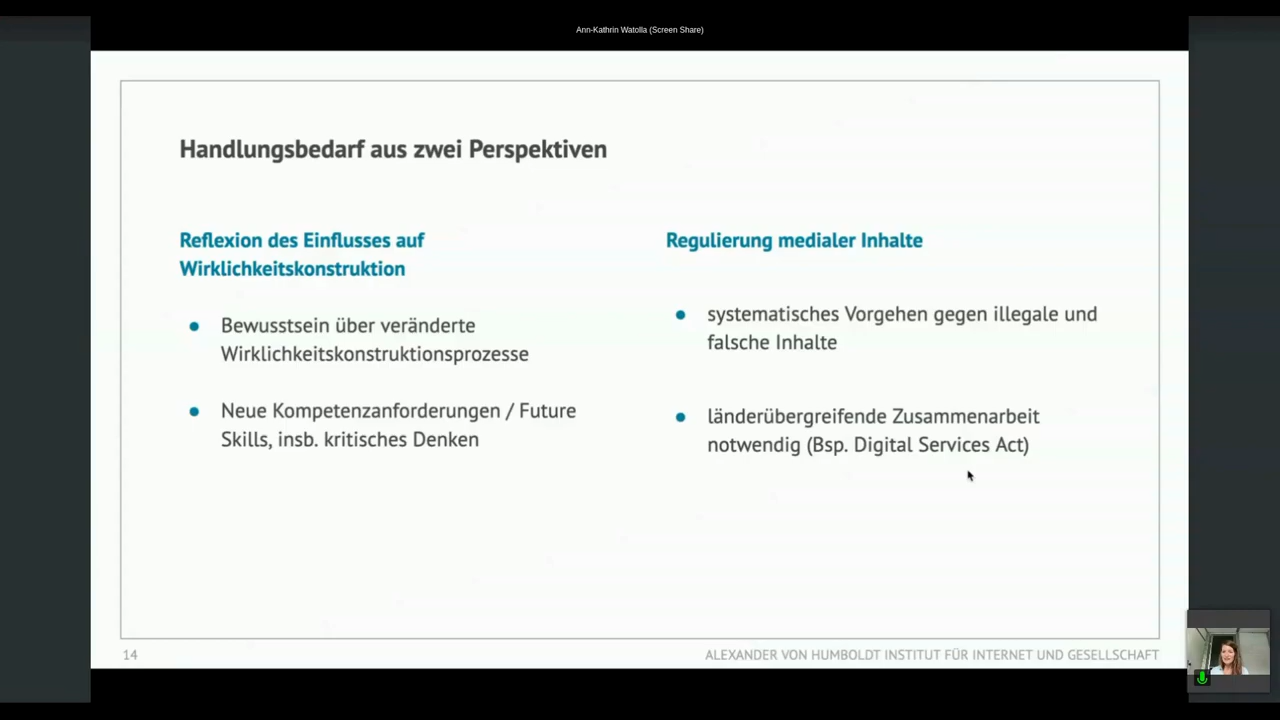 Ann-Kathrin Watolla (Screen Share)
Handlungsbedarf aus zwei Perspektiven
Reflexion des Einflusses auf
Wirklichkeitskonstruktion
● Bewusstsein über veränderte
Wirklichkeitskonstruktionsprozesse
● Neue Kompetenzanforderungen / Future
Skills, insb. kritisches Denken
Regulierung medialer Inhalte
● systematisches Vorgehen gegen illegale und
falsche Inhalte
● länderübergreifende Zusammenarbeit
notwendig (Bsp. Digital Services Act)
14
ALEXANDER VON HUMBOLDT INSTITUT FÜR INTERNET UND GESELLSCHAFT